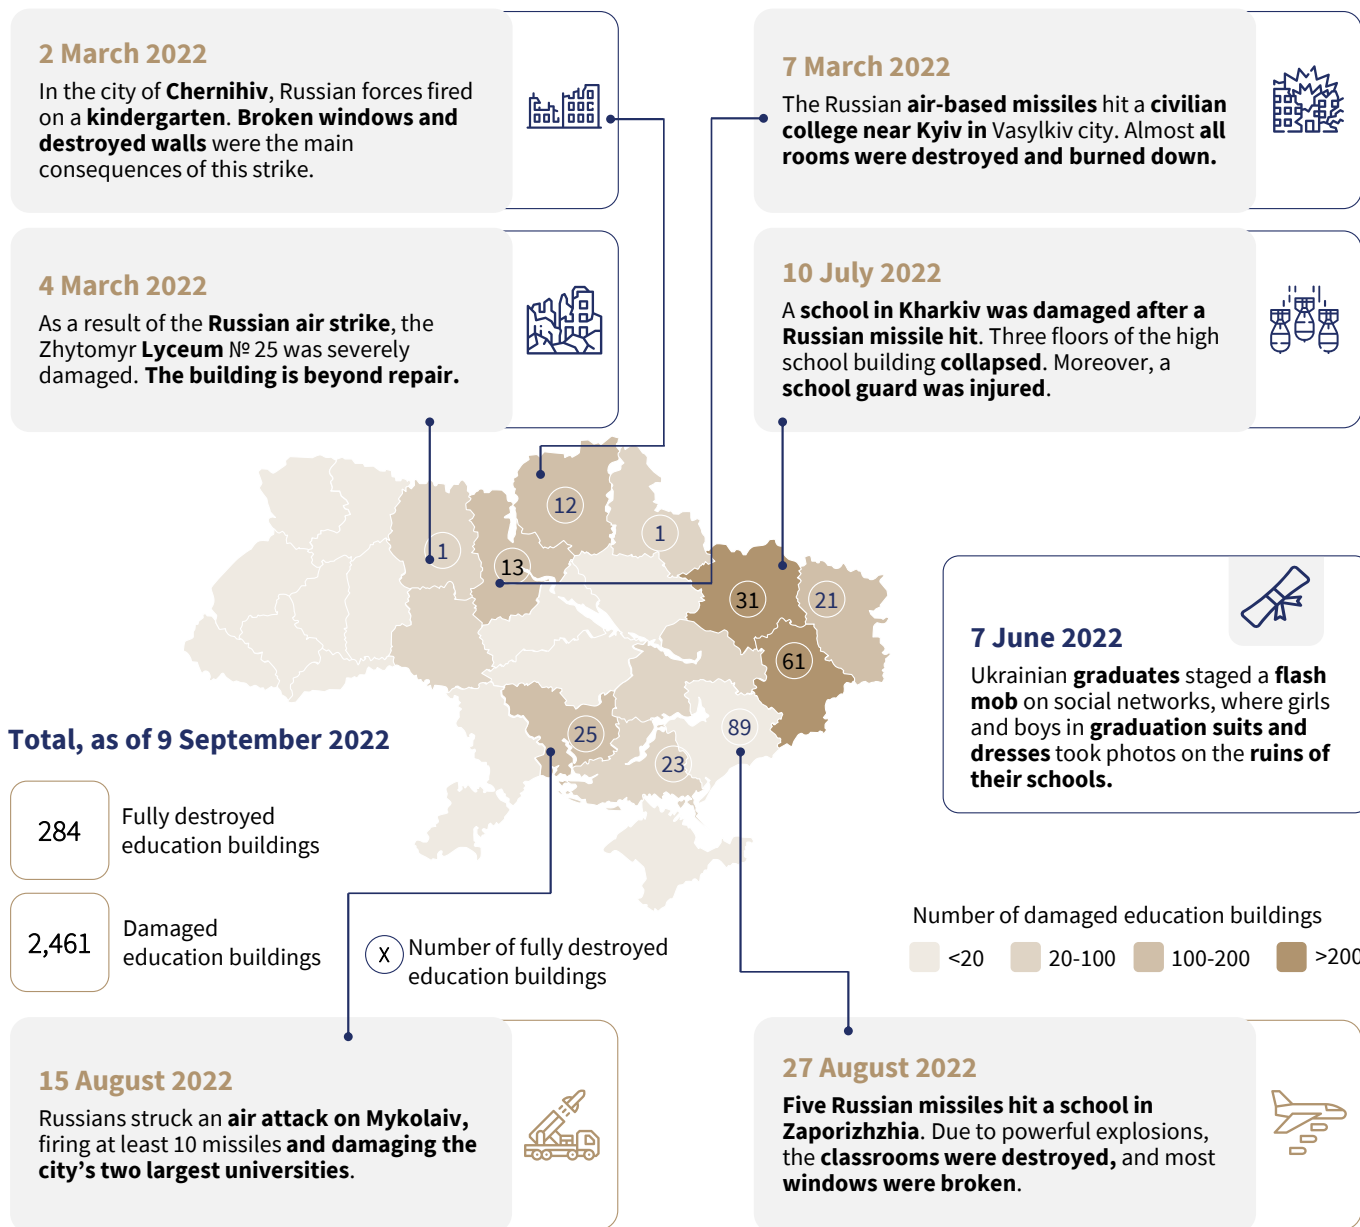 2 March 2022
In the city of Chernihiv, Russian forces fired
on a kindergarten. Broken windows and
destroyed walls were the main
consequences of this strike.
7 March 2022
The Russian air-based missiles hit a civilian
college near Kyiv in Vasylkiv city. Almost all
rooms were destroyed and burned down.
4 March 2022
As a result of the Russian air strike, the
Zhytomyr Lyceum № 25 was severely
damaged. The building is beyond repair.
10 July 2022
A school in Kharkiv was damaged after a
Russian missile hit. Three floors of the high
school building collapsed. Moreover, a
school guard was injured.
12
1
1
13
31
21
61
25
89
23
7 June 2022
Ukrainian graduates staged a flash
mob on social networks, where girls
and boys in graduation suits and
dresses took photos on the ruins of
their schools.
Total, as of 9 September 2022
284
Fully destroyed
education buildings
2,461
Damaged
education buildings
X
Number of fully destroyed
education buildings
Number of damaged education buildings
<20
20-100
100-200
>200
15 August 2022
Russians struck an air attack on Mykolaiv,
firing at least 10 missiles and damaging the
city's two largest universities.
27 August 2022
Five Russian missiles hit a school in
Zaporizhzhia. Due to powerful explosions,
the classrooms were destroyed, and most
windows were broken.